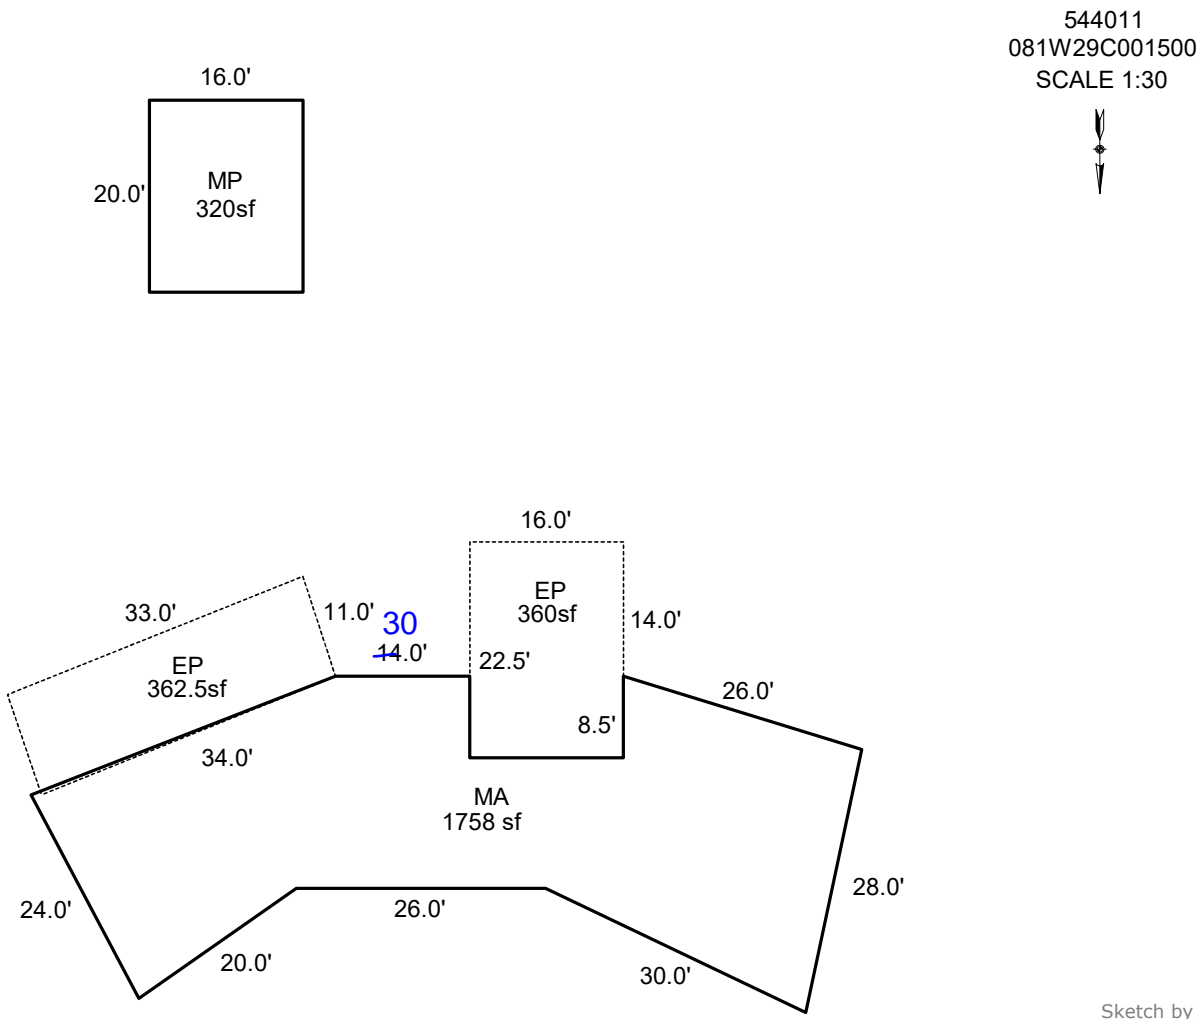 544011
081W29C001500
SCALE 1:30
16.0'
20.0'
MP
320sf
16.0'
EP
360sf
14.0'
33.0'
11.0'
30
14.0'
22.5'
EP
362.5sf
34.0'
8.5'
26.0'
MA
1758 sf
24.0'
26.0'
28.0'
20.0'
30.0'
Sketch by